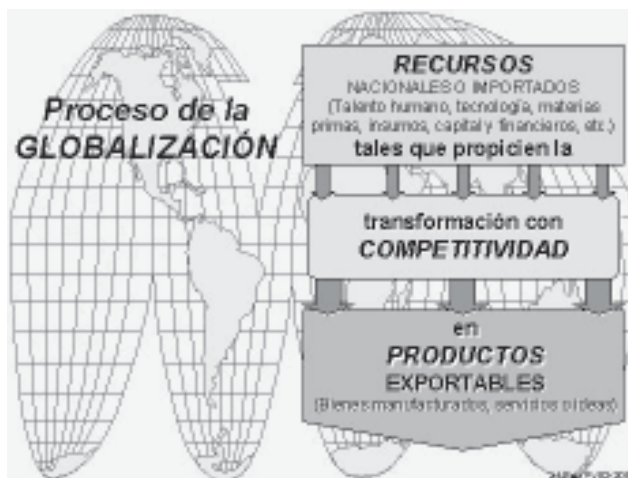 Proceso de la
GLOBALIZACIÓN
RECURSOS
NACIONALES O IMPORTADOS
(Talento humano, tecnología, materias
primas, insumos, capital y financieros, etc.)
tales que propicien la
transformación con
COMPETITIVIDAD
en
PRODUCTOS
EXPORTABLES
(Bienes manufacturados, servicios o ideas)